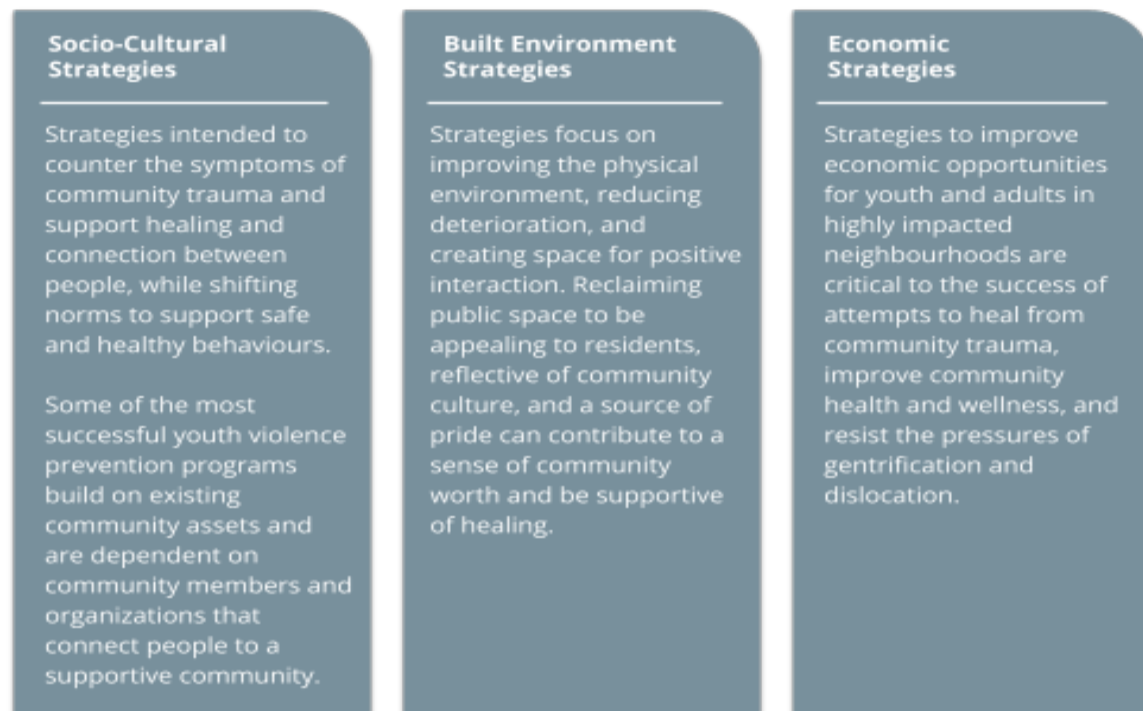 Socio-Cultural
Strategies
Strategies intended to
counter the symptoms of
community trauma and
support healing and
connection between
people, while shifting
norms to support safe
and healthy behaviours.
Some of the most
successful youth violence
prevention programs
build on existing
community assets and
are dependent on
community members and
organizations that
connect people to a
supportive community.
Built Environment
Strategies
Strategies focus on
improving the physical
environment, reducing
deterioration, and
creating space for positive
interaction. Reclaiming
public space to be
appealing to residents,
reflective of community
culture, and a source of
pride can contribute to a
sense of community
worth and be supportive
of healing.
Economic
Strategies
Strategies to improve
economic opportunities
for youth and adults in
highly impacted
neighbourhoods are
critical to the success of
attempts to heal from
community trauma,
improve community
health and wellness, and
resist the pressures of
gentrification and
dislocation.